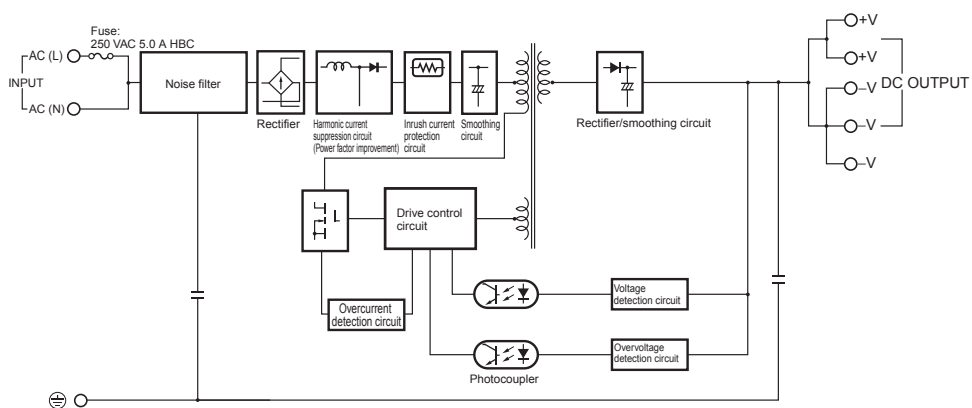 Fuse:
250 VAC 5.0 A HBC
AC (L)
INPUT
AC (N)
Noise filter
Rectifier
Harmonic current
suppression circuit
(Power factor improvement)
Inrush current
protection
circuit
Smoothing
circuit
Rectifier/smoothing circuit
+V
+V
–V
DC OUTPUT
–V
–V
Drive control
circuit
Overcurrent
detection circuit
Voltage
detection circuit
Overvoltage
detection circuit
Photocoupler